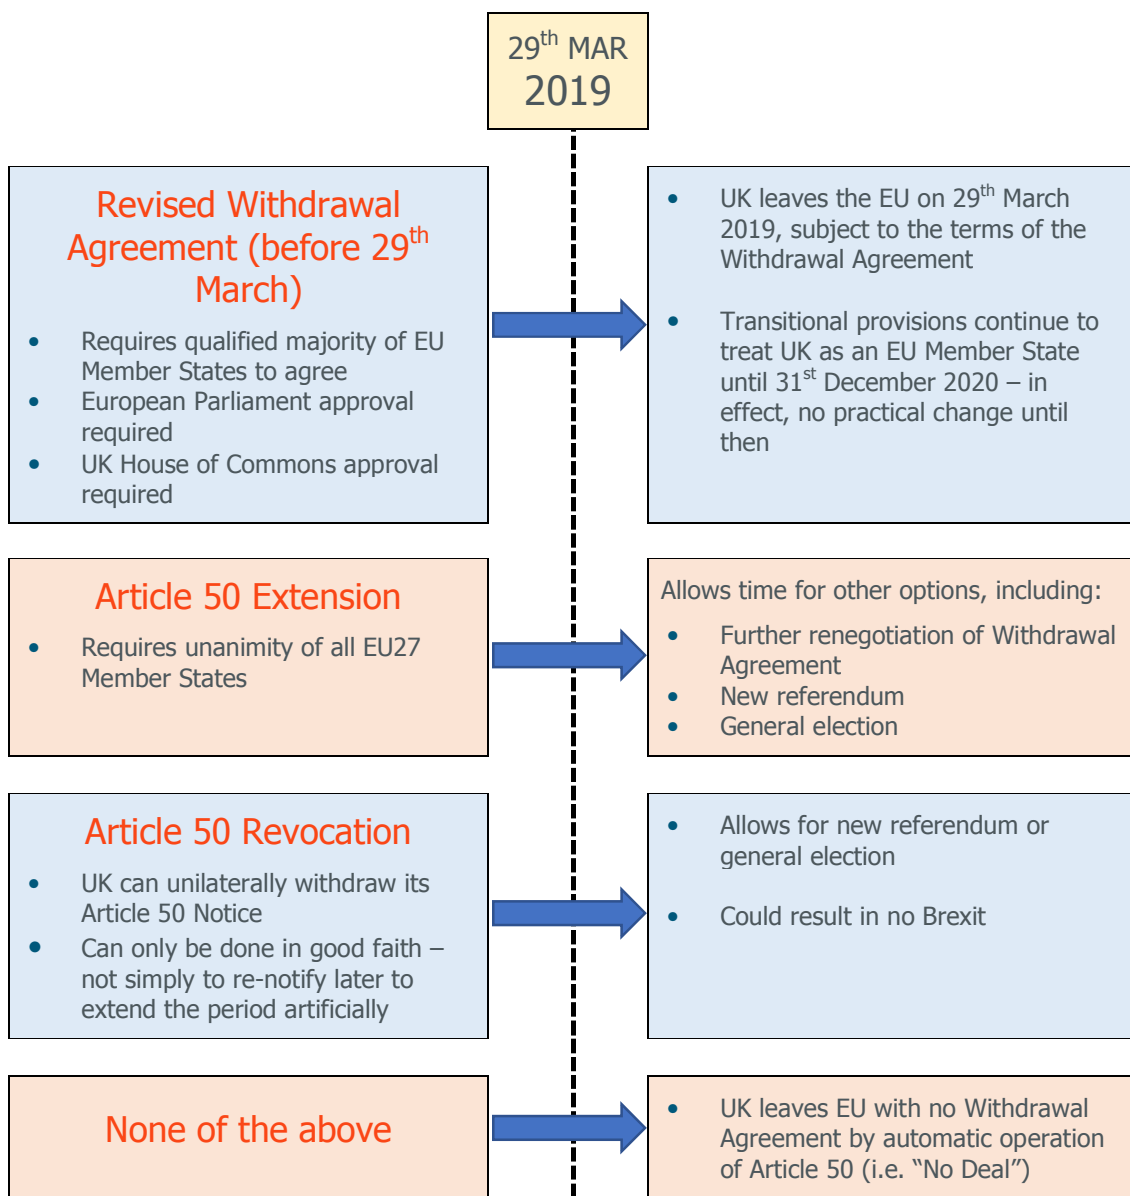 29th MAR
2019
Revised Withdrawal
Agreement (before 29th
March)
• Requires qualified majority of EU
Member States to agree
• European Parliament approval
required
• UK House of Commons approval
required
• UK leaves the EU on 29th March
2019, subject to the terms of the
Withdrawal Agreement
• Transitional provisions continue to
treat UK as an EU Member State
until 31st December 2020 – in
effect, no practical change until
then
Article 50 Extension
• Requires unanimity of all EU27
Member States
Allows time for other options, including:
• Further renegotiation of Withdrawal
Agreement
• New referendum
• General election
Article 50 Revocation
• UK can unilaterally withdraw its
Article 50 Notice
• Can only be done in good faith –
not simply to re-notify later to
extend the period artificially
• Allows for new referendum or
general election
• Could result in no Brexit
None of the above
• UK leaves EU with no Withdrawal
Agreement by automatic operation
of Article 50 (i.e. “No Deal”)